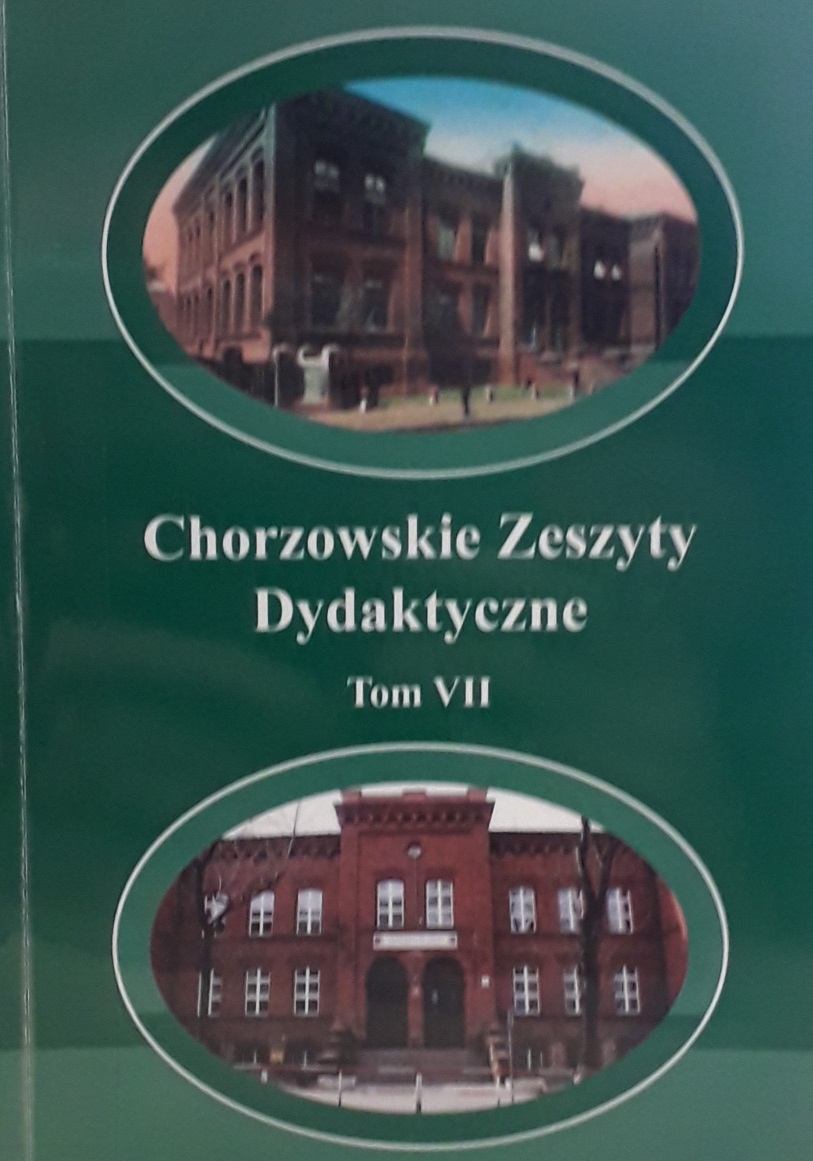 Chorzowskie Zeszyty
Dydaktyczne
Tom VII